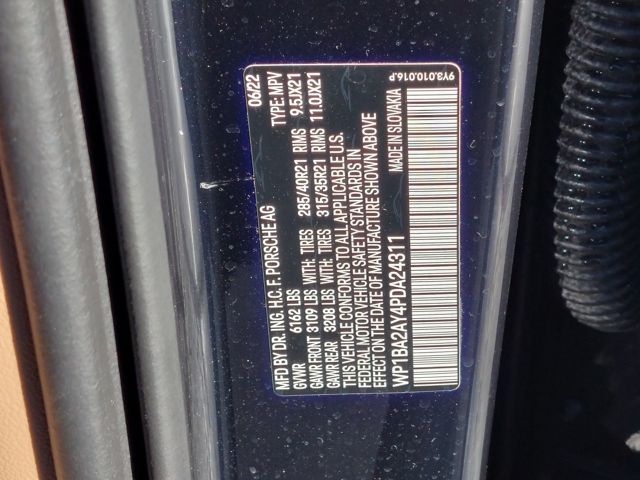 MFD BY DR. ING. H.C. F. PORSCHE AG 06/22
GVWR 6162 LBS TYPE: MPV
GAWR FRONT 3109 LBS WITH: TIRES 285/40R21 RIMS 9.5JX21
GAWR REAR 3208 LBS WITH: TIRES 315/35R21 RIMS 11.0JX21
THIS VEHICLE CONFORMS TO ALL APPLICABLE U.S.
FEDERAL MOTOR VEHICLE SAFETY STANDARDS IN
EFFECT ON THE DATE OF MANUFACTURE SHOWN ABOVE
WP1BA2AY4PDA24311 MADE IN SLOVAKIA
9Y3.010.016.P